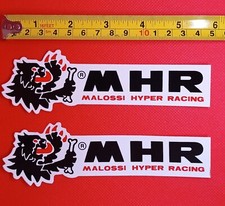 ® MHR
MALOSSI HYPER RACING
® MHR
MALOSSI HYPER RACING